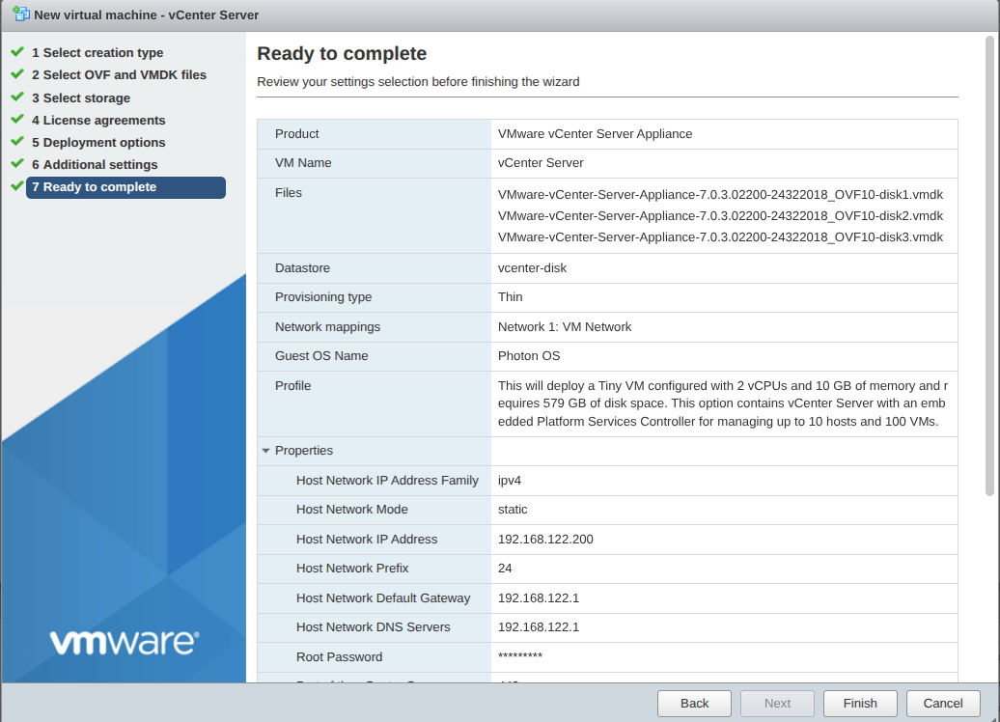 New virtual machine - vCenter Server
1 Select creation type
2 Select OVF and VMDK files
3 Select storage
4 License agreements
5 Deployment options
6 Additional settings
7 Ready to complete
vmware®
Ready to complete
Review your settings selection before finishing the wizard
Product VMware vCenter Server Appliance
VM Name vCenter Server
Files VMware-vCenter-Server-Appliance-7.0.3.02200-24322018_OVF10-disk1.vmdk
VMware-vCenter-Server-Appliance-7.0.3.02200-24322018_OVF10-disk2.vmdk
VMware-vCenter-Server-Appliance-7.0.3.02200-24322018_OVF10-disk3.vmdk
Datastore vcenter-disk
Provisioning type Thin
Network mappings Network 1: VM Network
Guest OS Name Photon OS
Profile This will deploy a Tiny VM configured with 2 vCPUs and 10 GB of memory and r
equires 579 GB of disk space. This option contains vCenter Server with an emb
edded Platform Services Controller for managing up to 10 hosts and 100 VMs.
Properties
Host Network IP Address Family ipv4
Host Network Mode static
Host Network IP Address 192.168.122.200
Host Network Prefix 24
Host Network Default Gateway 192.168.122.1
Host Network DNS Servers 192.168.122.1
Root Password *********
Back Next Finish Cancel